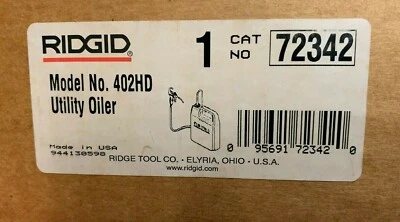 RIDGID
1 CAT NO 72342
Model No. 402HD
Utility Oiler
Made in USA
944138598
0 95691 72342 0
RIDGE TOOL CO. • ELYRIA, OHIO • U.S.A.
www.ridgid.com